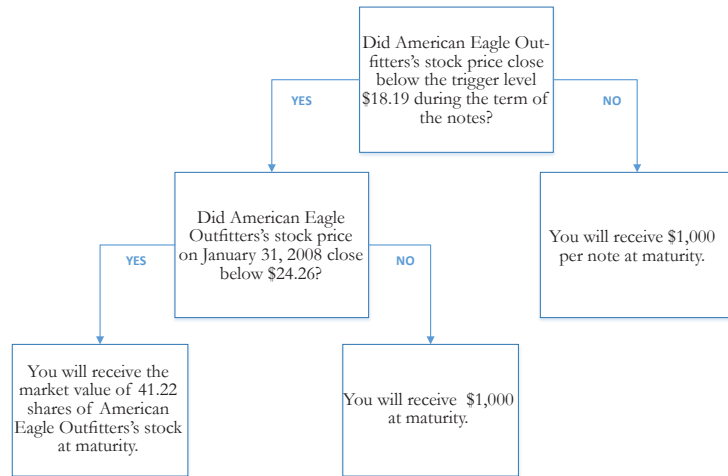 Did American Eagle Out-
fitters's stock price close
below the trigger level
$18.19 during the term of
the notes?
YES
NO
Did American Eagle
Outfitters's stock price
on January 31, 2008 close
below $24.26?
You will receive $1,000
per note at maturity.
YES
NO
You will receive the
market value of 41.22
shares of American
Eagle Outfitters's stock
at maturity.
You will receive $1,000
at maturity.